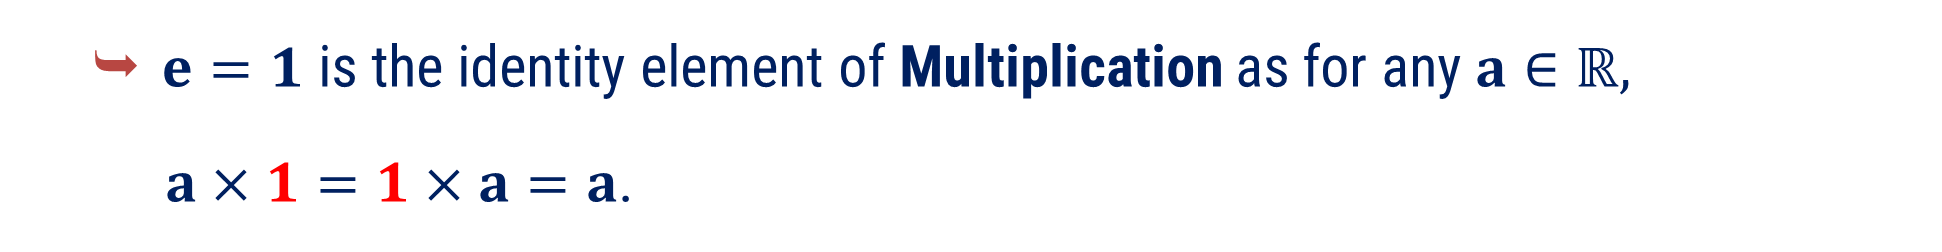 ➥ e = 1 is the identity element of Multiplication as for any a ∈ ℝ,
a × 1 = 1 × a = a.